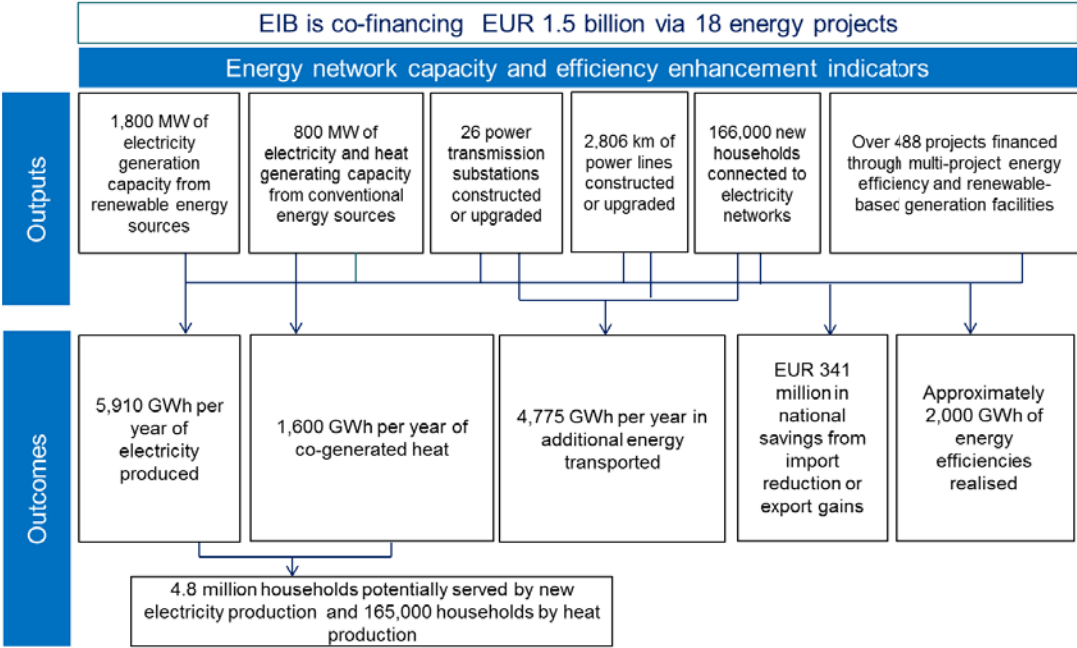 EIB is co-financing EUR 1.5 billion via 18 energy projects
Energy network capacity and efficiency enhancement indicators
Outputs
1,800 MW of
electricity
generation
capacity from
renewable energy
sources
800 MW of
electricity and heat
generating capacity
from conventional
energy sources
26 power
transmission
substations
constructed
or upgraded
2,806 km of
power lines
constructed
or upgraded
166,000 new
households
connected to
electricity
networks
Over 488 projects financed
through multi-project energy
efficiency and renewable-
based generation facilities
Outcomes
5,910 GWh per
year of
electricity
produced
1,600 GWh per year of
co-generated heat
4,775 GWh per year in
additional energy
transported
EUR 341
million in
national
savings from
import
reduction or
export gains
Approximately
2,000 GWh of
energy
efficiencies
realised
4.8 million households potentially served by new
electricity production and 165,000 households by heat
production